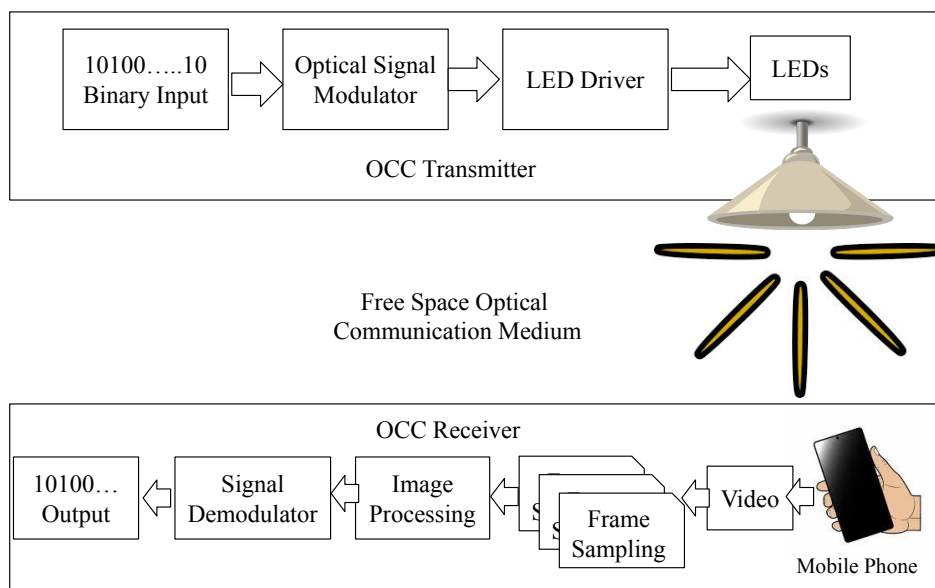 10100…..10
Binary Input
Optical Signal
Modulator
LED Driver
LEDs
OCC Transmitter
Free Space Optical
Communication Medium
OCC Receiver
10100…
Output
Signal
Demodulator
Image
Processing
S
S
Frame
Sampling
Video
Mobile Phone